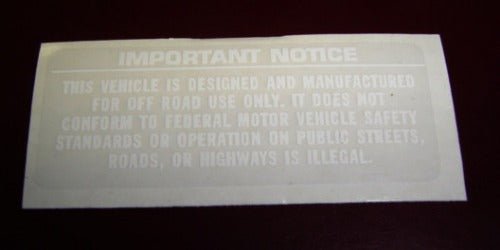 IMPORTANT NOTICE
THIS VEHICLE IS DESIGNED AND MANUFACTURED
FOR OFF ROAD USE ONLY. IT DOES NOT
CONFORM TO FEDERAL MOTOR VEHICLE SAFETY
STANDARDS OR OPERATION ON PUBLIC STREETS,
ROADS, OR HIGHWAYS IS ILLEGAL.